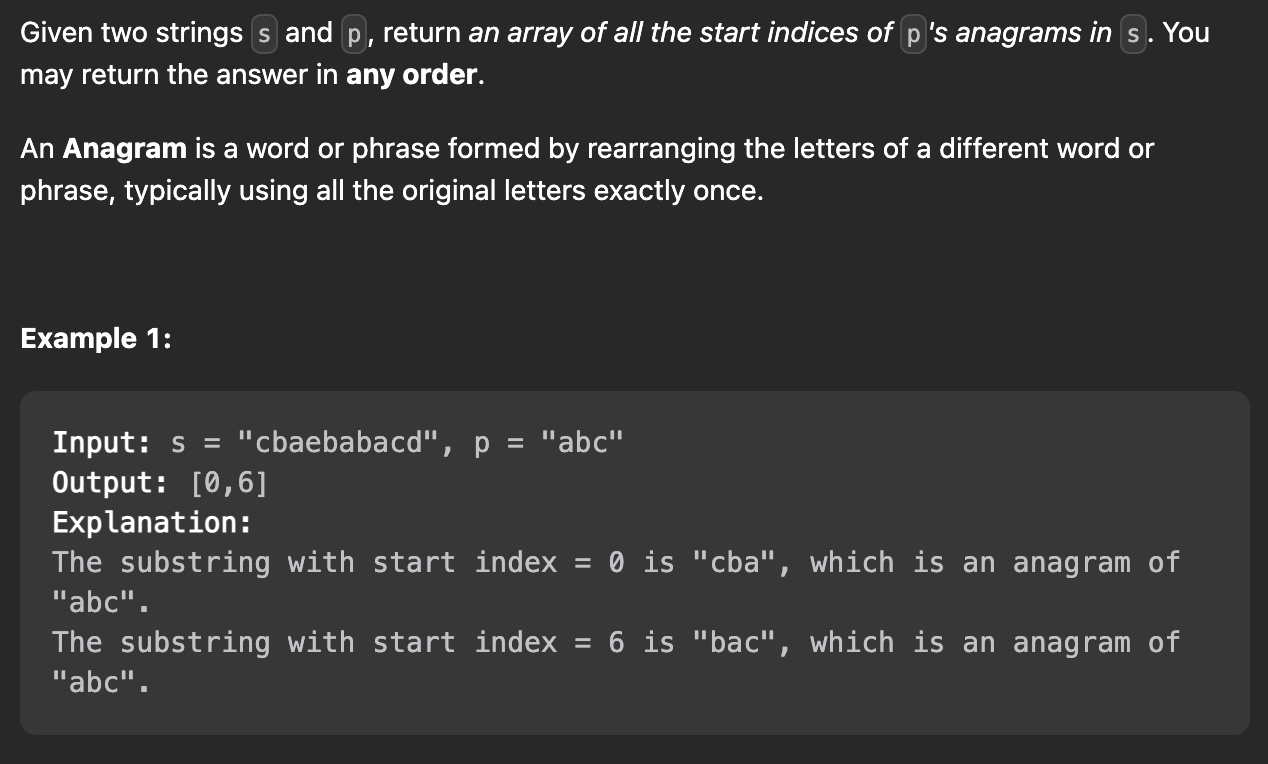 Given two strings s and p, return an array of all the start indices of p's anagrams in s. You
may return the answer in any order.
An Anagram is a word or phrase formed by rearranging the letters of a different word or
phrase, typically using all the original letters exactly once.
Example 1:
Input: s = "cbaebabacd", p = "abc"
Output: [0,6]
Explanation:
The substring with start index = 0 is "cba", which is an anagram of
"abc".
The substring with start index = 6 is "bac", which is an anagram of
"abc".